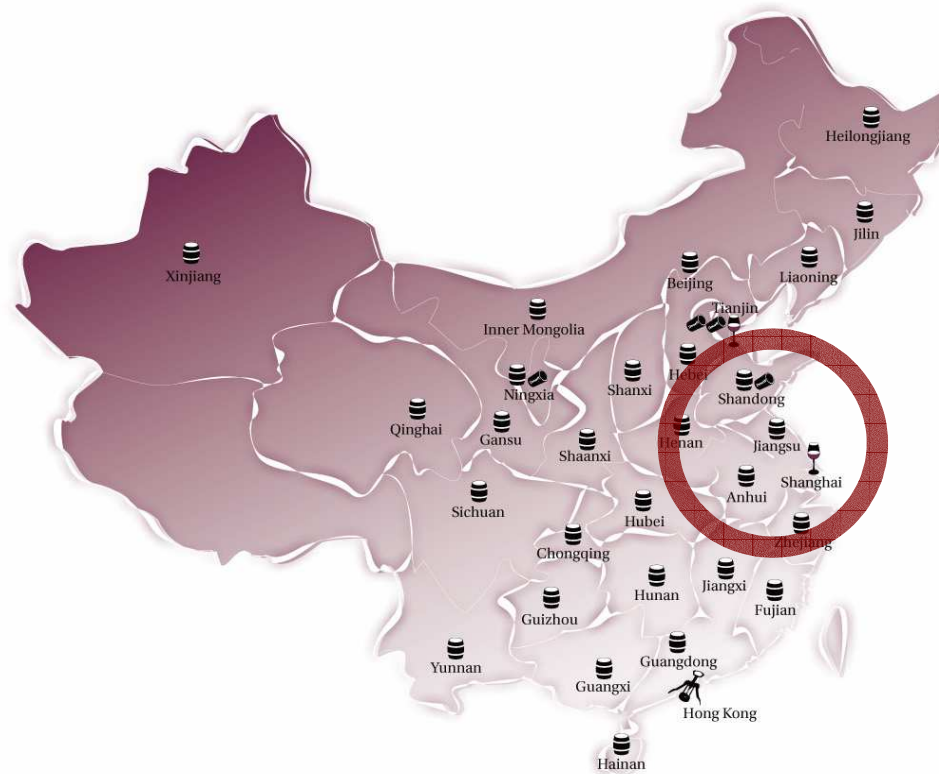 Heilongjiang
Jilin
Xinjiang
Liaoning
Beijing
Tianjin
Inner Mongolia
Hebei
Shanxi
Ningxia
Shandong
Qinghai
Gansu
Henan
Jiangsu
Shaanxi
Shanghai
Anhui
Sichuan
Hubei
Zhejiang
Chongqing
Jiangxi
Hunan
Fujian
Guizhou
Guangdong
Yunnan
Guangxi
Hong Kong
Hainan